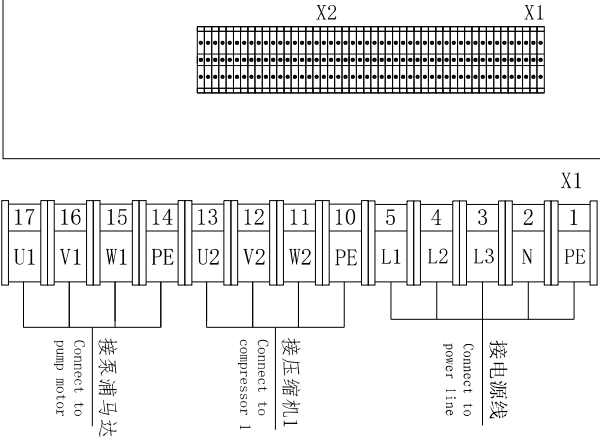 X2 X1
X1
17 16 15 14 13 12 11 10 5 4 3 2 1
U1 V1 W1 PE U2 V2 W2 PE L1 L2 L3 N PE
接泵浦马达
Connect to
pump motor
接压缩机1
Connect to
compressor 1
接电源线
Connect to
power line